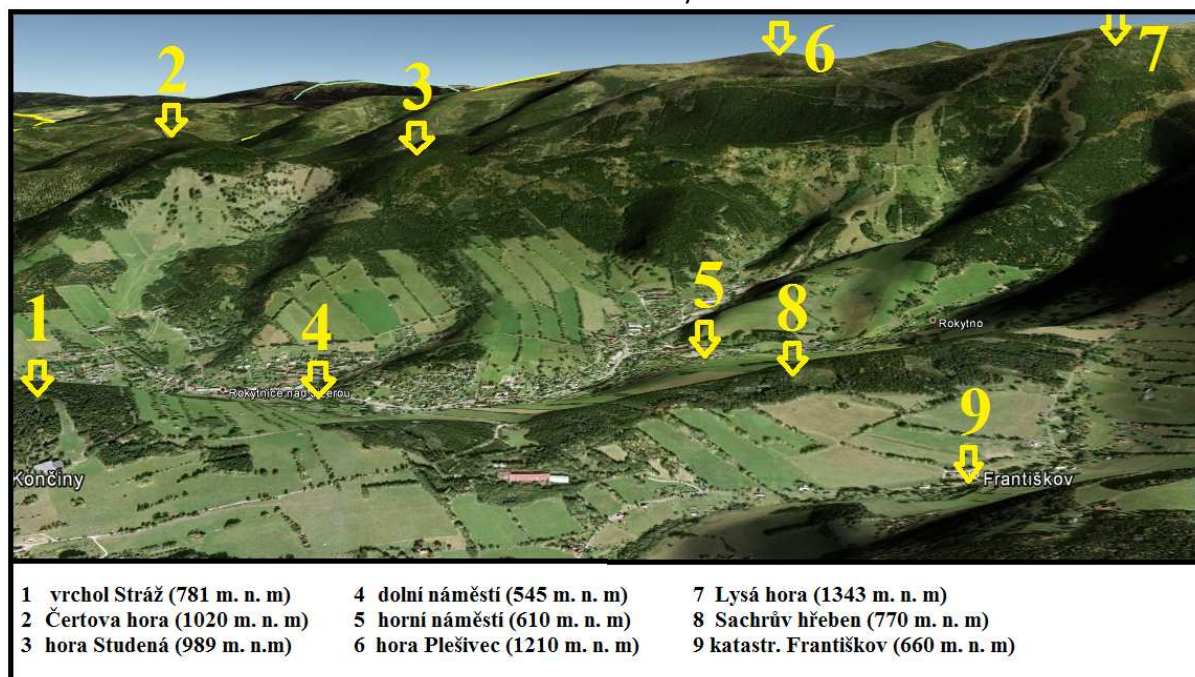 2
3
6
7
1
4
5
8
Rokytno
Rokytnice nad Jizerou
9
Končiny
Františkov
1 vrchol Stráž (781 m. n. m)
2 Čertova hora (1020 m. n. m)
3 hora Studená (989 m. n.m)
4 dolní náměstí (545 m. n. m)
5 horní náměstí (610 m. n. m)
6 hora Plešivec (1210 m. n. m)
7 Lysá hora (1343 m. n. m)
8 Sachrův hřeben (770 m. n. m)
9 katastr. Františkov (660 m. n. m)